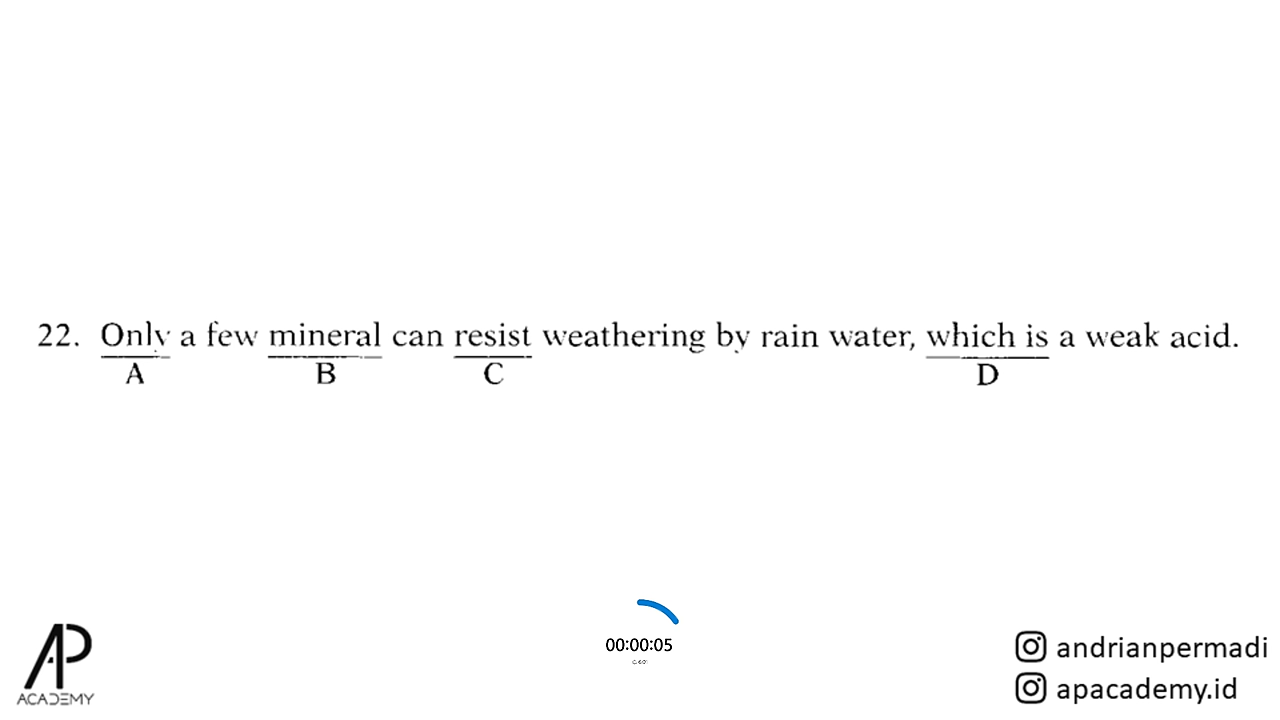 22. Only a few mineral can resist weathering by rain water, which is a weak acid.
A B C D
00:00:05
AP
ACADEMY
andrianpermadi
apacademy.id